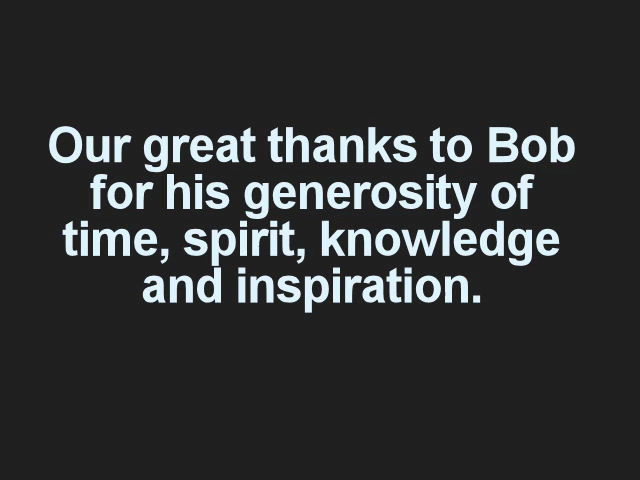 Our great thanks to Bob
for his generosity of
time, spirit, knowledge
and inspiration.